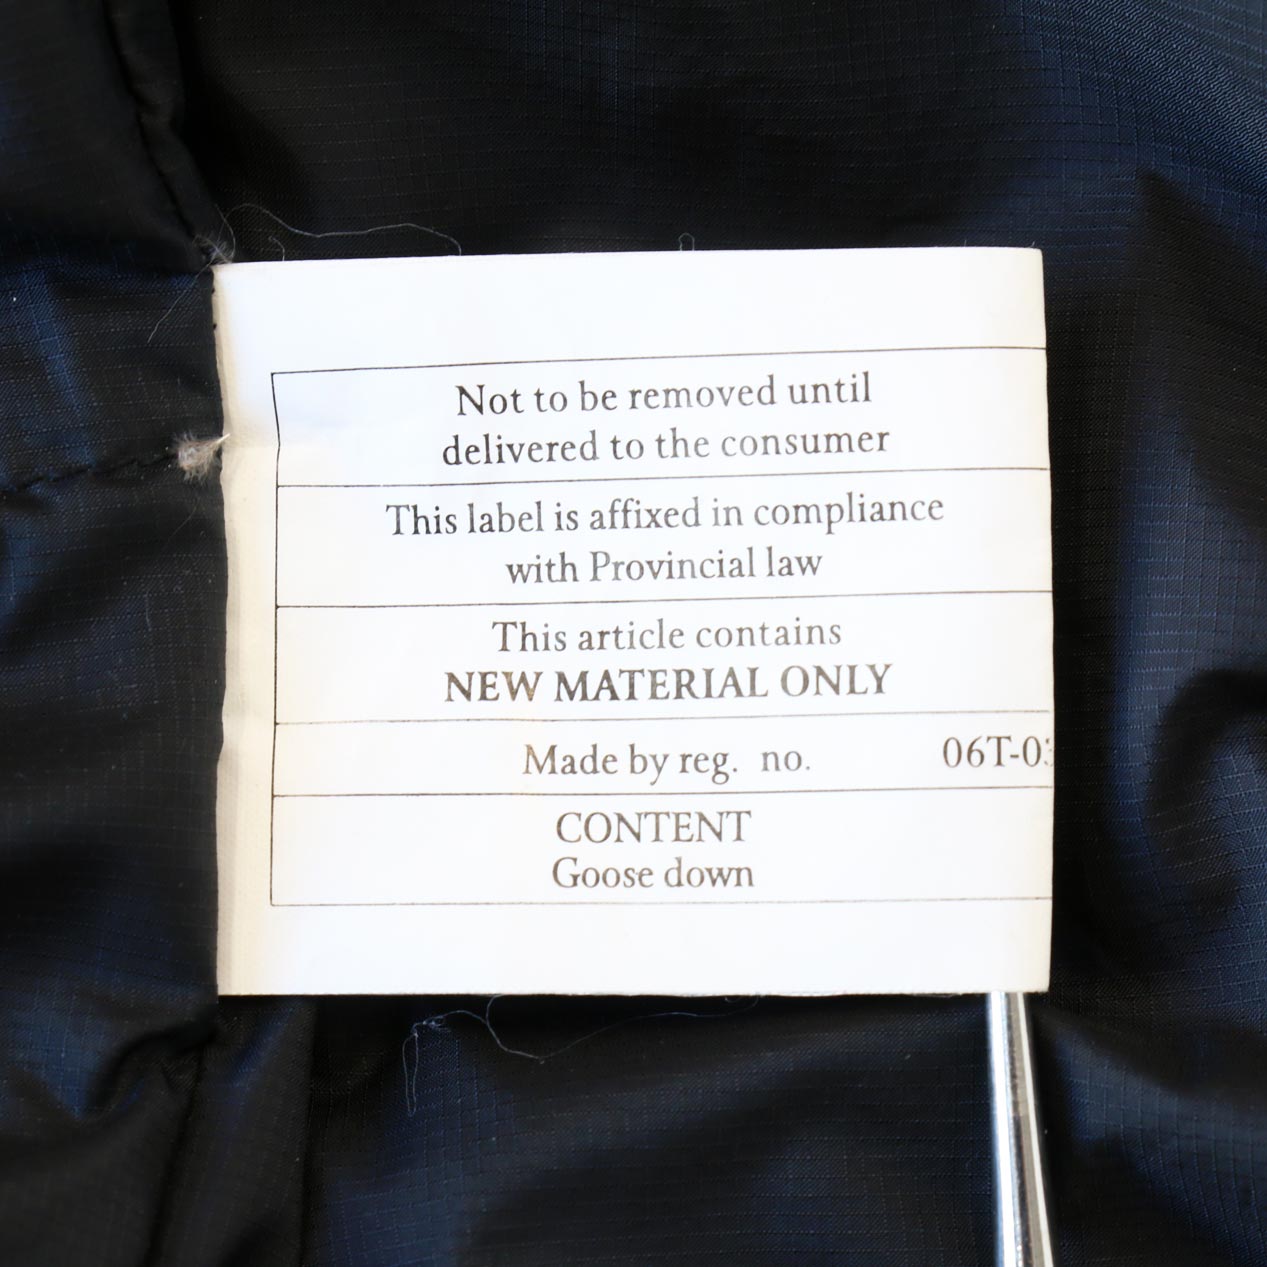 Not to be removed until
delivered to the consumer
This label is affixed in compliance
with Provincial law
This article contains
NEW MATERIAL ONLY
Made by reg. no.
CONTENT
Goose down